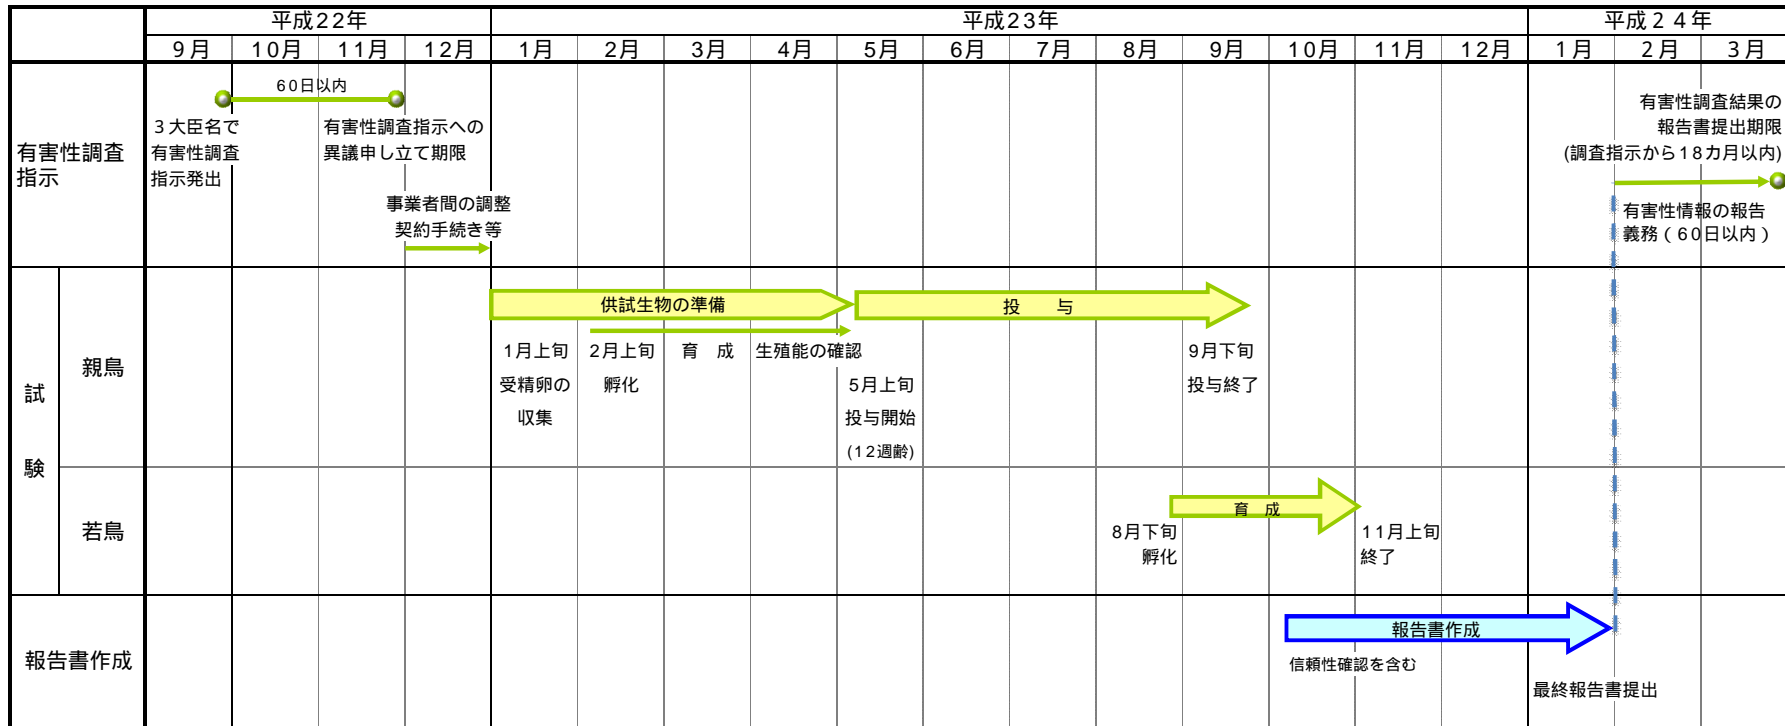 平成22年
平成23年
平成24年
9月
10月
11月
12月
1月
2月
3月
4月
5月
6月
7月
8月
9月
10月
11月
12月
1月
2月
3月
有害性調査
指示
60日以内
3大臣名で
有害性調査
指示発出
有害性調査指示への
異議申し立て期限
事業者間の調整
契約手続き等
有害性調査結果の
報告書提出期限
(調査指示から18カ月以内)
有害性情報の報告
義務(60日以内)
試
験
親鳥
供試生物の準備
投 与
1月上旬
受精卵の
収集
2月上旬
孵化
育 成
生殖能の確認
5月上旬
投与開始
(12週齢)
9月下旬
投与終了
若鳥
育 成
8月下旬
孵化
11月上旬
終了
報告書作成
報告書作成
信頼性確認を含む
最終報告書提出